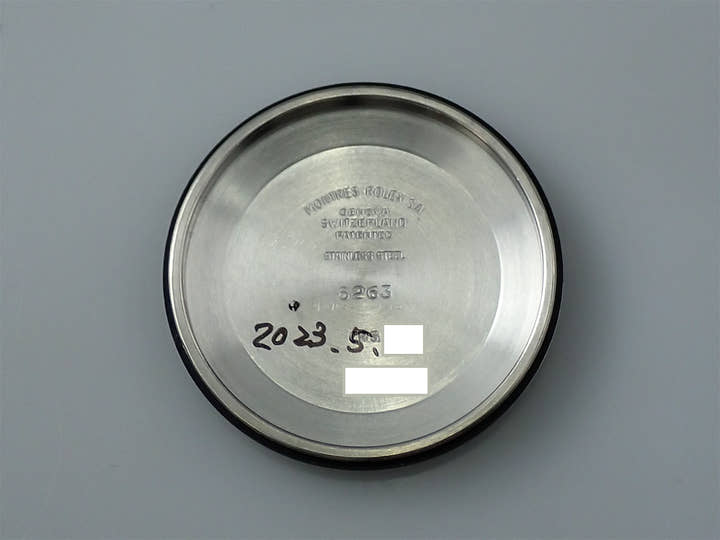 MONTRES ROLEX S.A.
GENEVA
SWITZERLAND
PATENTED
STAINLESS STEEL
6263
2023.5.